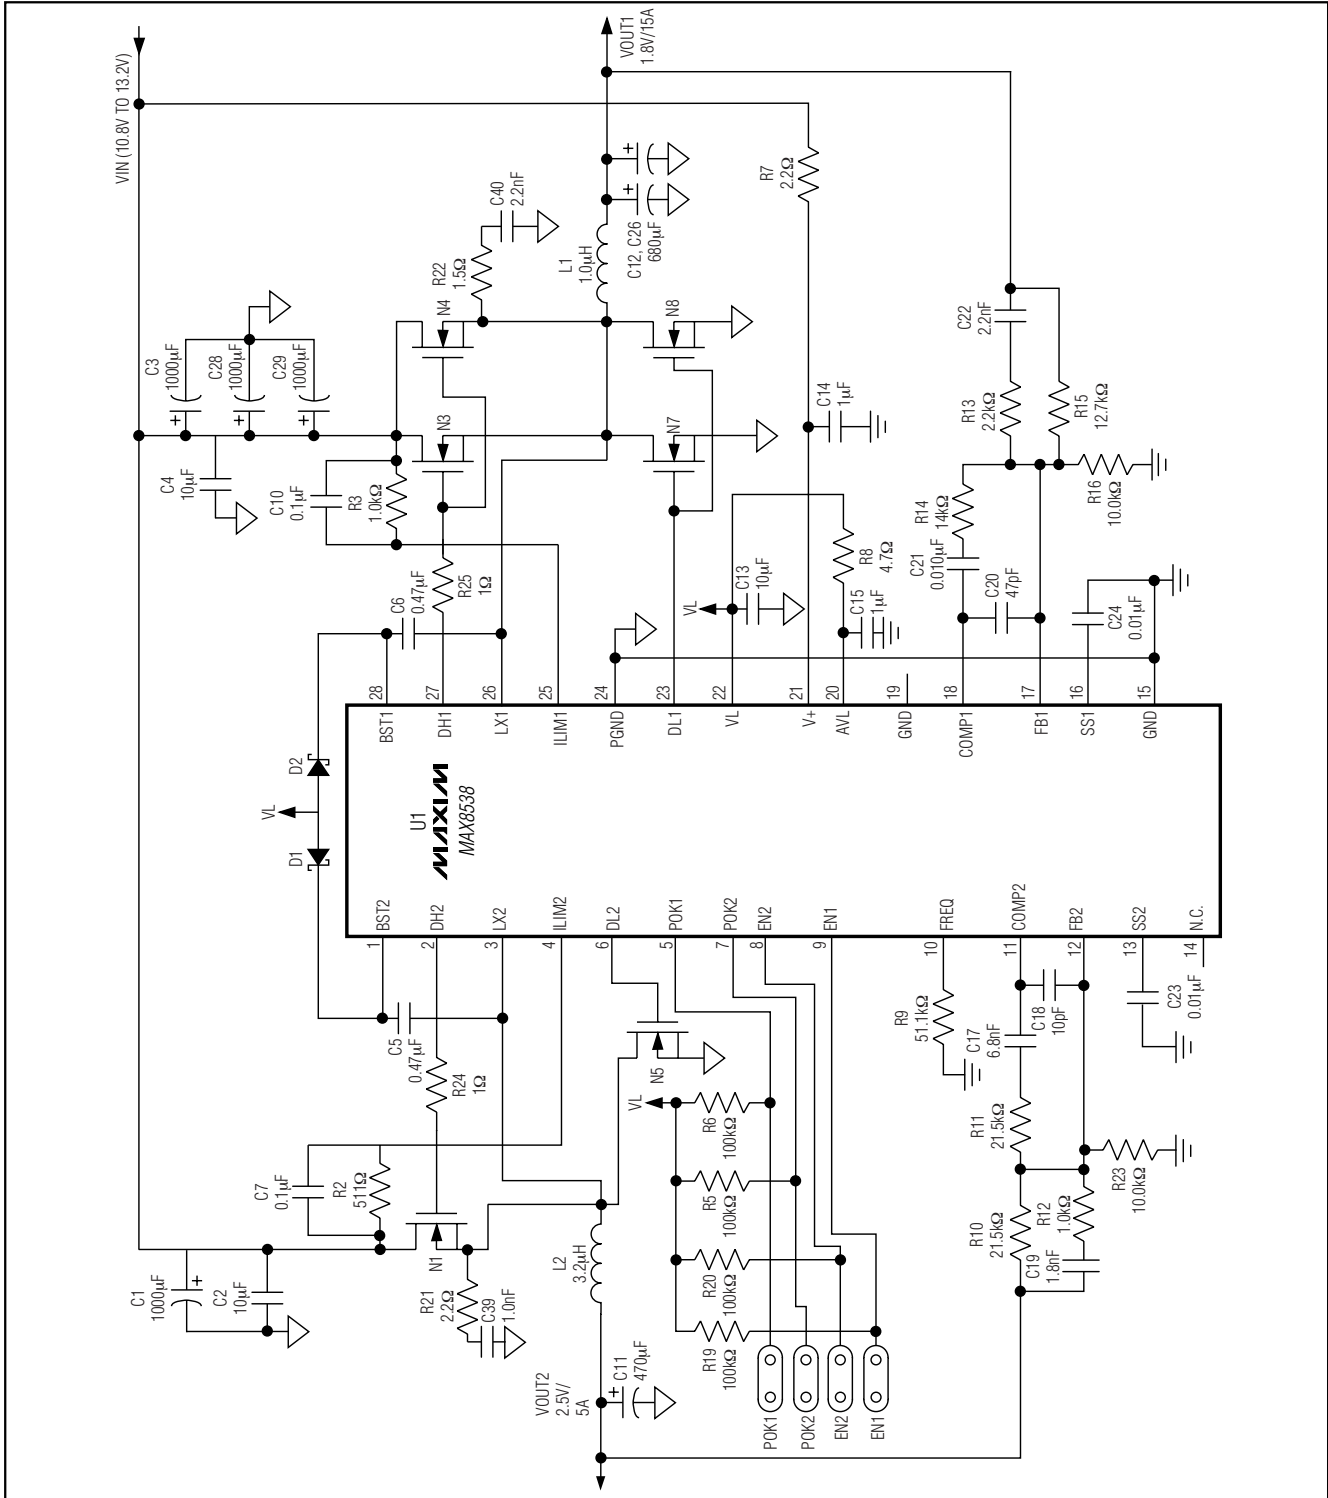 VIN (10.8V TO 13.2V)
VOUT1
1.8V/15A
C3
1000µF
C28
1000µF
C29
1000µF
C4
10µF
C10
0.1µF
R3
1.0kΩ
N3
N4
R22
1.5Ω
C40
2.2nF
L1
1.0µH
C12, C26
680µF
R7
2.2Ω
N7
N8
C14
1µF
C22
2.2nF
R13
2.2kΩ
R15
12.7kΩ
R16
10.0kΩ
R14
14kΩ
C21
0.010µF
C20
47pF
C24
0.01µF
C6
0.47µF
R25
1Ω
VL
C13
10µF
R8
4.7Ω
C15
1µF
D2
VL
D1
28
27
26
25
24
23
22
21
20
19
18
17
16
15
BST1
DH1
LX1
ILIM1
PGND
DL1
VL
V+
AVL
GND
COMP1
FB1
SS1
GND
U1
MAXIM
MAX8538
BST2
DH2
LX2
ILIM2
DL2
POK1
POK2
EN2
EN1
FREQ
COMP2
FB2
SS2
N.C.
1
2
3
4
6
5
7
8
9
10
11
12
13
14
C5
0.47µF
R24
1Ω
C7
0.1µF
R2
511Ω
N1
C1
1000µF
C2
10µF
R21
2.2Ω
C39
1.0nF
L2
3.2µH
N5
VL
R6
100kΩ
R5
100kΩ
R20
100kΩ
R19
100kΩ
VOUT2
2.5V/
5A
C11
470µF
POK1
POK2
EN2
EN1
R9
51.1kΩ
C17
6.8nF
C18
10pF
C23
0.01µF
R11
21.5kΩ
R23
10.0kΩ
R10
21.5kΩ
R12
1.0kΩ
C19
1.8nF